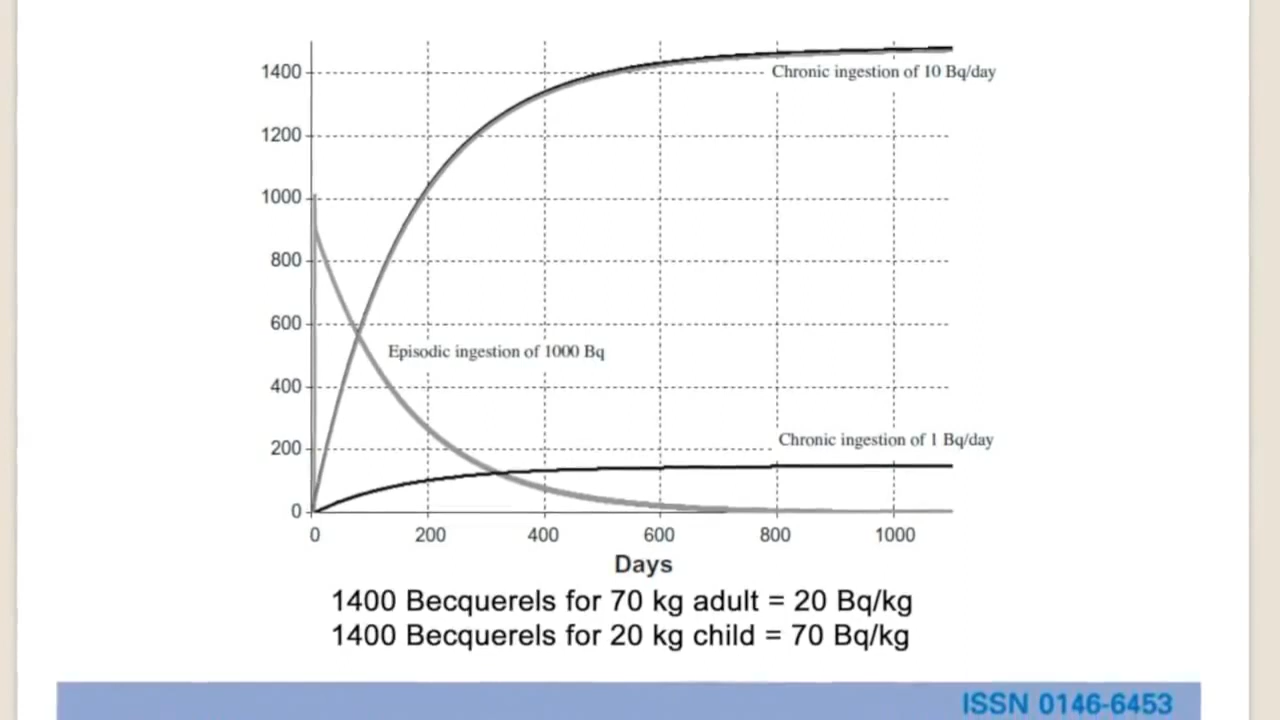 1400
Chronic ingestion of 10 Bq/day
1200
1000
800
600
Episodic ingestion of 1000 Bq
400
Chronic ingestion of 1 Bq/day
200
0
0 200 400 600 800 1000
Days
1400 Becquerels for 70 kg adult = 20 Bq/kg
1400 Becquerels for 20 kg child = 70 Bq/kg
ISSN 0146-6453